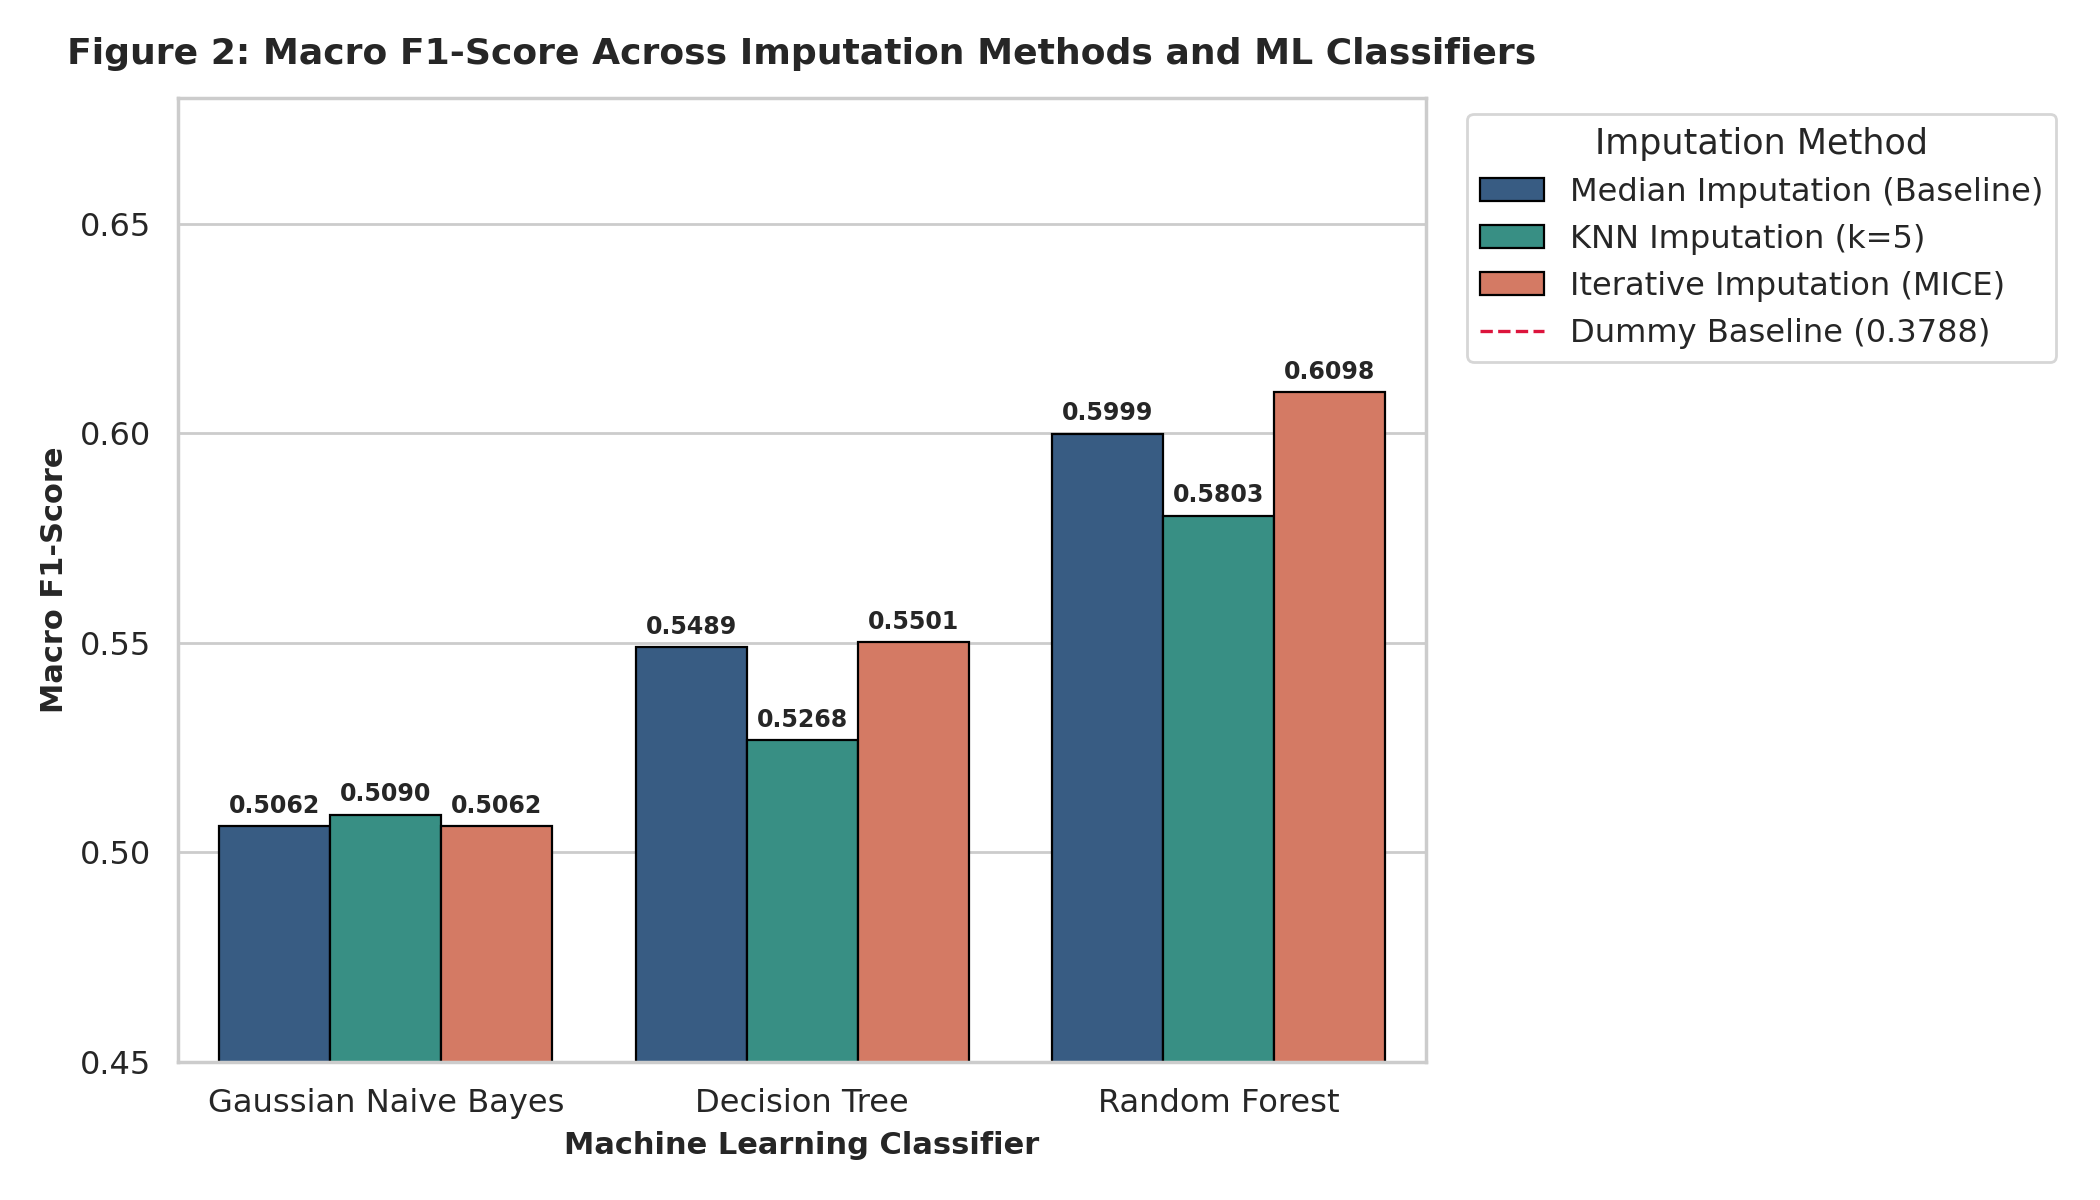 Figure 2: Macro F1-Score Across Imputation Methods and ML Classifiers
Imputation Method
Median Imputation (Baseline)
KNN Imputation (k=5)
Iterative Imputation (MICE)
Dummy Baseline (0.3788)
Macro F1-Score
0.65
0.60
0.55
0.50
0.45
0.5062
0.5090
0.5062
0.5489
0.5268
0.5501
0.5999
0.5803
0.6098
Gaussian Naive Bayes
Decision Tree
Random Forest
Machine Learning Classifier